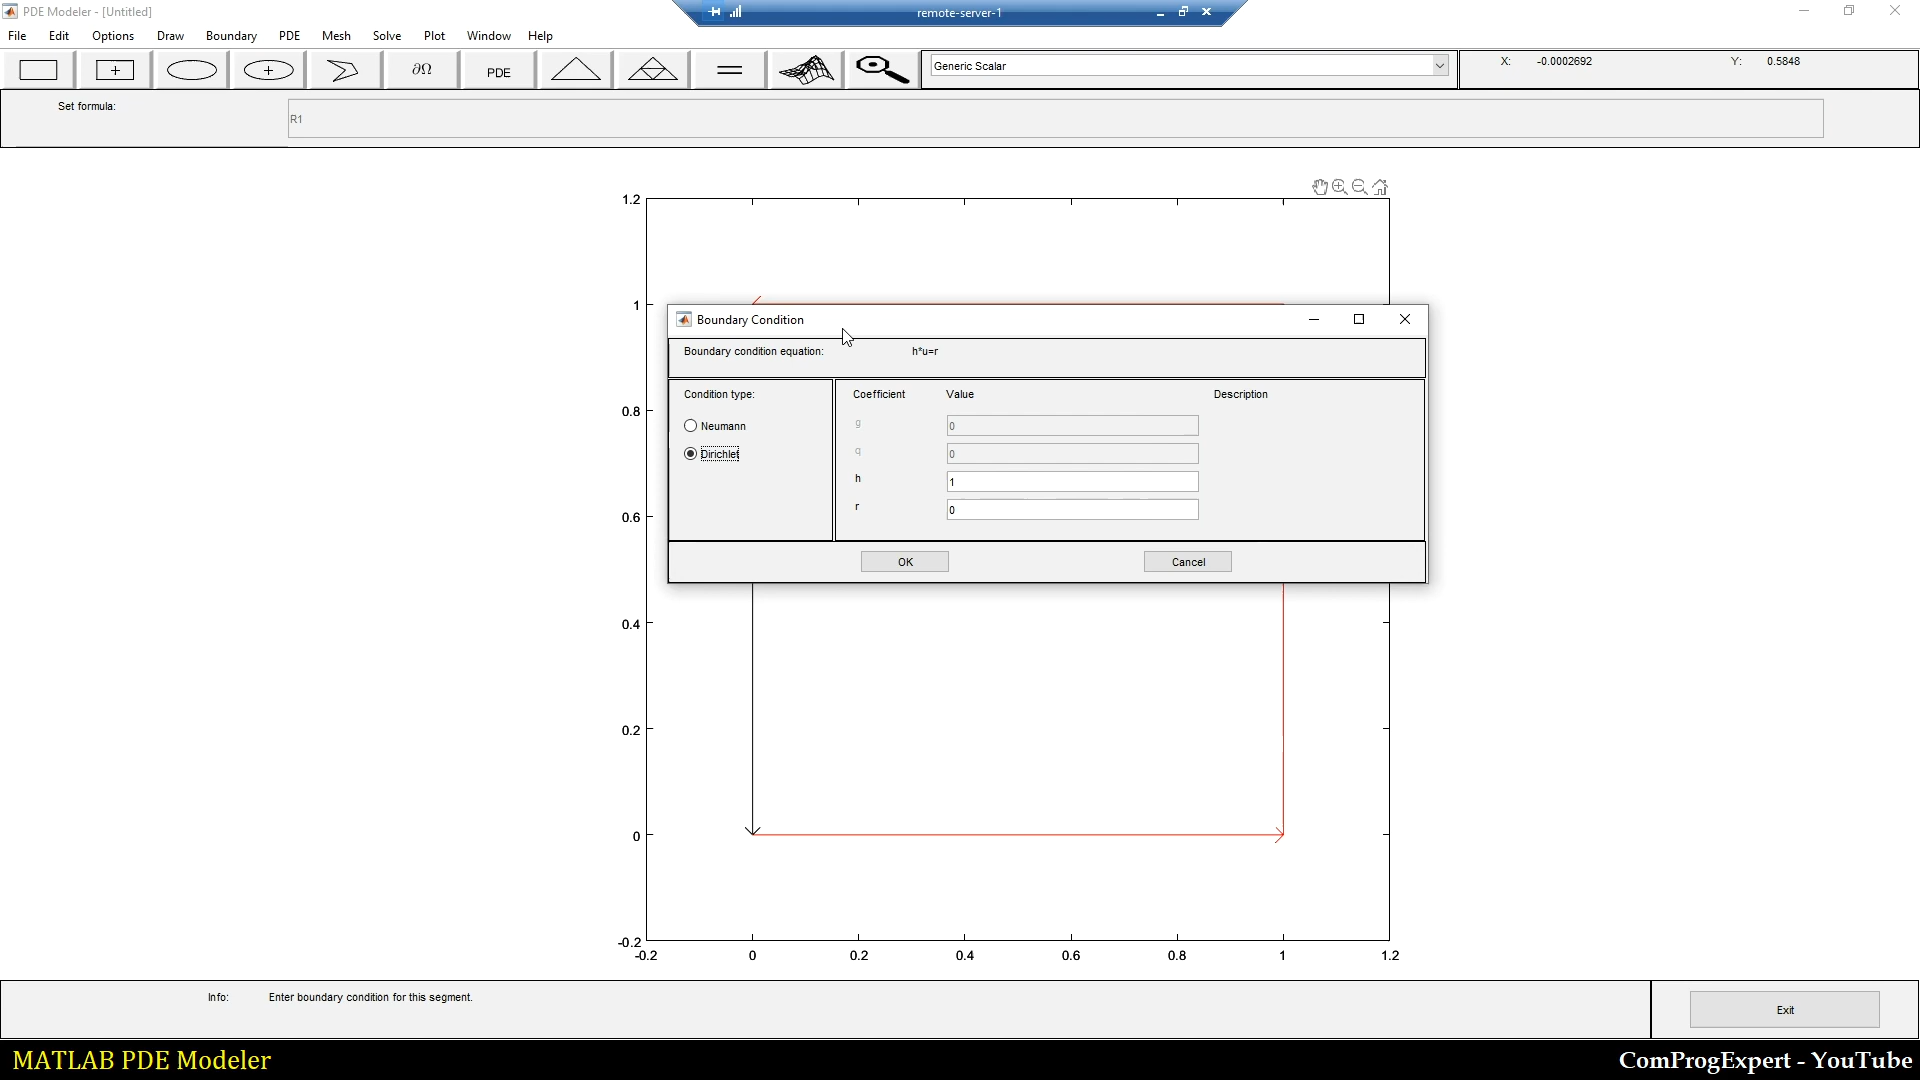 PDE Modeler - [Untitled]
remote-server-1
File Edit Options Draw Boundary PDE Mesh Solve Plot Window Help
∂Ω PDE Generic Scalar X: -0.0002692 Y: 0.5848
Set formula: R1
1.2
1
Boundary Condition
Boundary condition equation: h*u=r
Condition type: Coefficient Value Description
0.8
Neumann g 0
Dirichlet q 0
h 1
r 0
0.6
OK Cancel
0.4
0.2
0
-0.2
-0.2 0 0.2 0.4 0.6 0.8 1 1.2
Info: Enter boundary condition for this segment.
Exit
MATLAB PDE Modeler ComProgExpert - YouTube